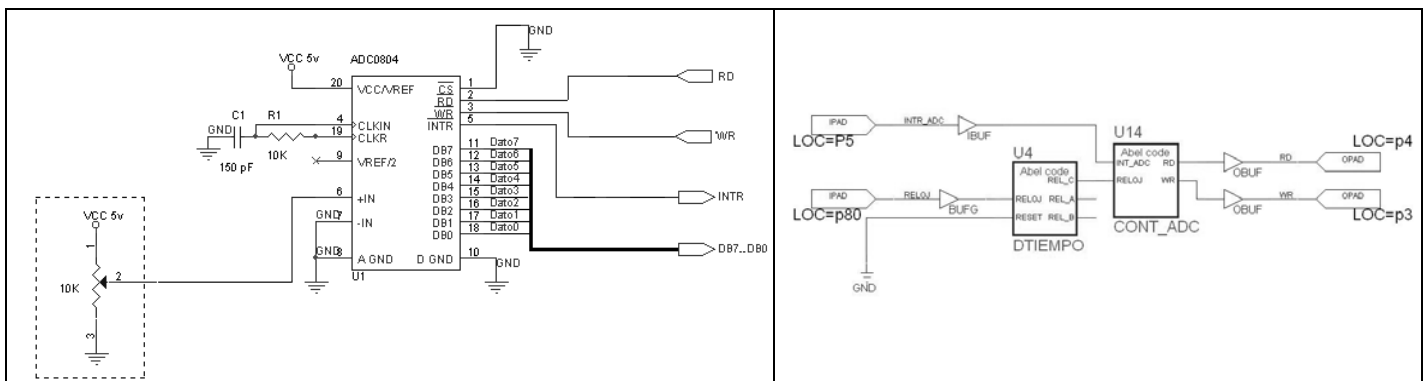 VCC 5v
ADC0804
GND
20
VCC/VREF
CS
1
RD
2
WR
3
INTR
5
RD
WR
INTR
C1
R1
GND
150 pF
10K
4
CLKIN
19
CLKR
9
VREF/2
6
+IN
GND
7
-IN
GND
8
A GND
D GND
10
GND
U1
DB7
11
Dato7
DB6
12
Dato6
DB5
13
Dato5
DB4
14
Dato4
DB3
15
Dato3
DB2
16
Dato2
DB1
17
Dato1
DB0
18
Dato0
DB7...DB0
VCC 5v
1
10K
2
3
IPAD
LOC=P5
INTR_ADC
IBUF
U14
Abel code
INT_ADC
RD
RELOJ
WR
CONT_ADC
OBUF
RD
OPAD
LOC=p4
OBUF
WR
OPAD
LOC=p3
U4
Abel code
REL_C
RELOJ
REL_A
RESET
REL_B
DTIEMPO
IPAD
LOC=p80
RELOJ
BUFG
GND